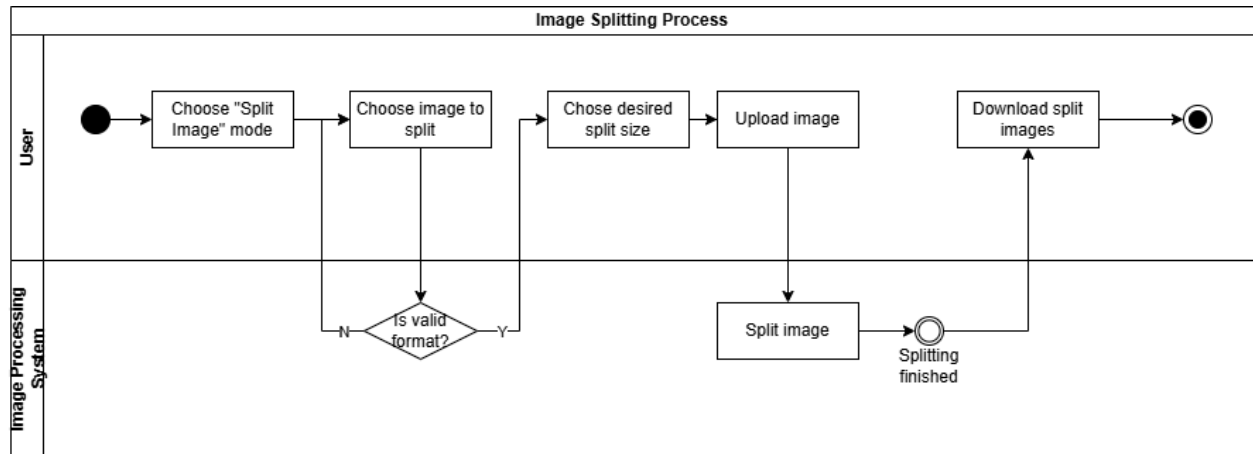 Image Splitting Process
User
Choose "Split
Image" mode
Choose image to
split
Chose desired
split size
Upload image
Download split
images
Image Processing
System
N
Is valid
format?
Y
Split image
Splitting
finished